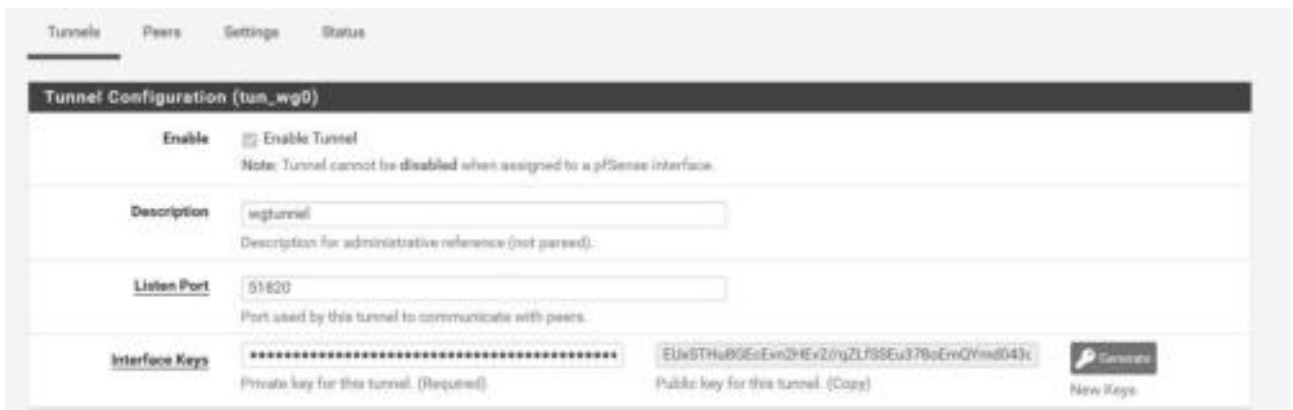 Tunnels Peers Settings Status
Tunnel Configuration (tun_wg0)
Enable Enable Tunnel
Note: Tunnel cannot be disabled when assigned to a pfSense interface.
Description wgtunnel
Description for administrative reference (not parsed).
Listen Port 51820
Port used by this tunnel to communicate with peers.
Interface Keys Generate
Private key for this tunnel. (Required) Public key for this tunnel. (Copy) New Keys